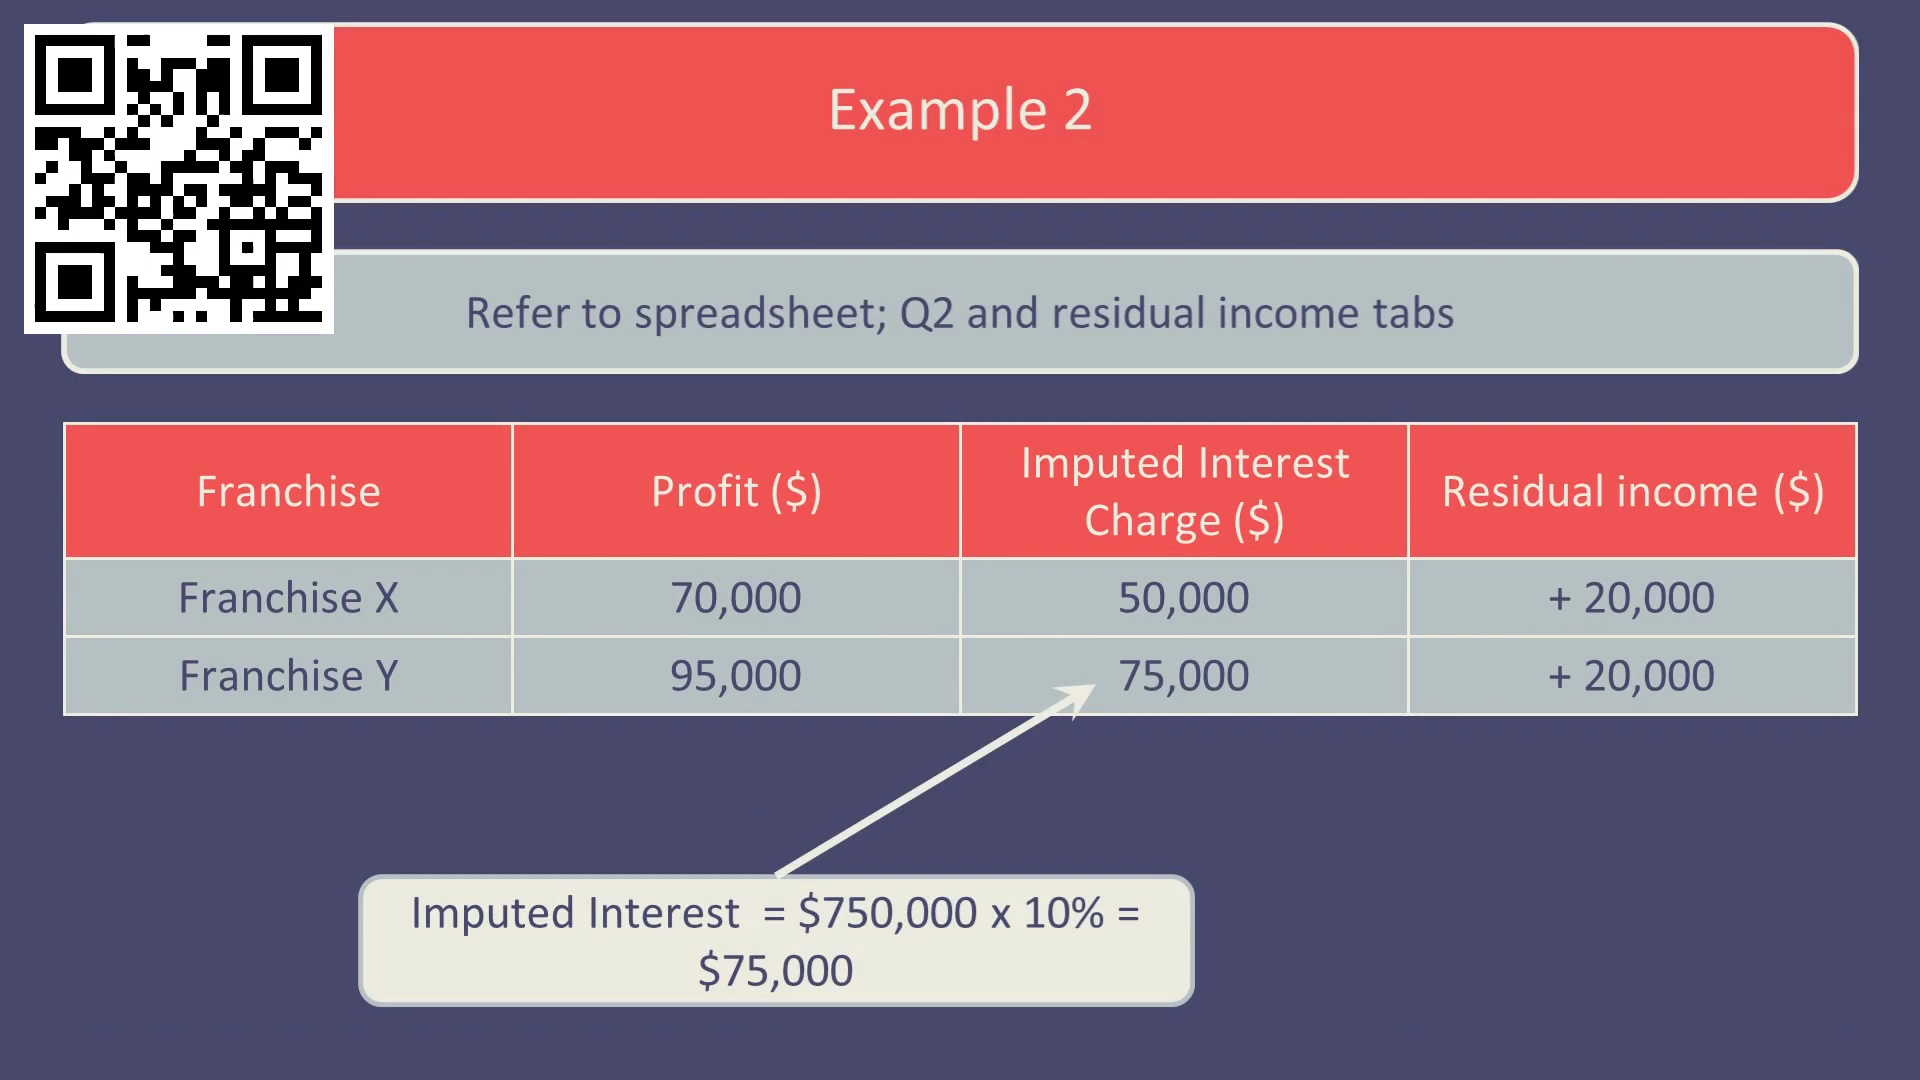 Example 2
Refer to spreadsheet; Q2 and residual income tabs
Franchise
Profit ($)
Imputed Interest
Charge ($)
Residual income ($)
Franchise X
70,000
50,000
+ 20,000
Franchise Y
95,000
75,000
+ 20,000
Imputed Interest  = $750,000 x 10% =
$75,000